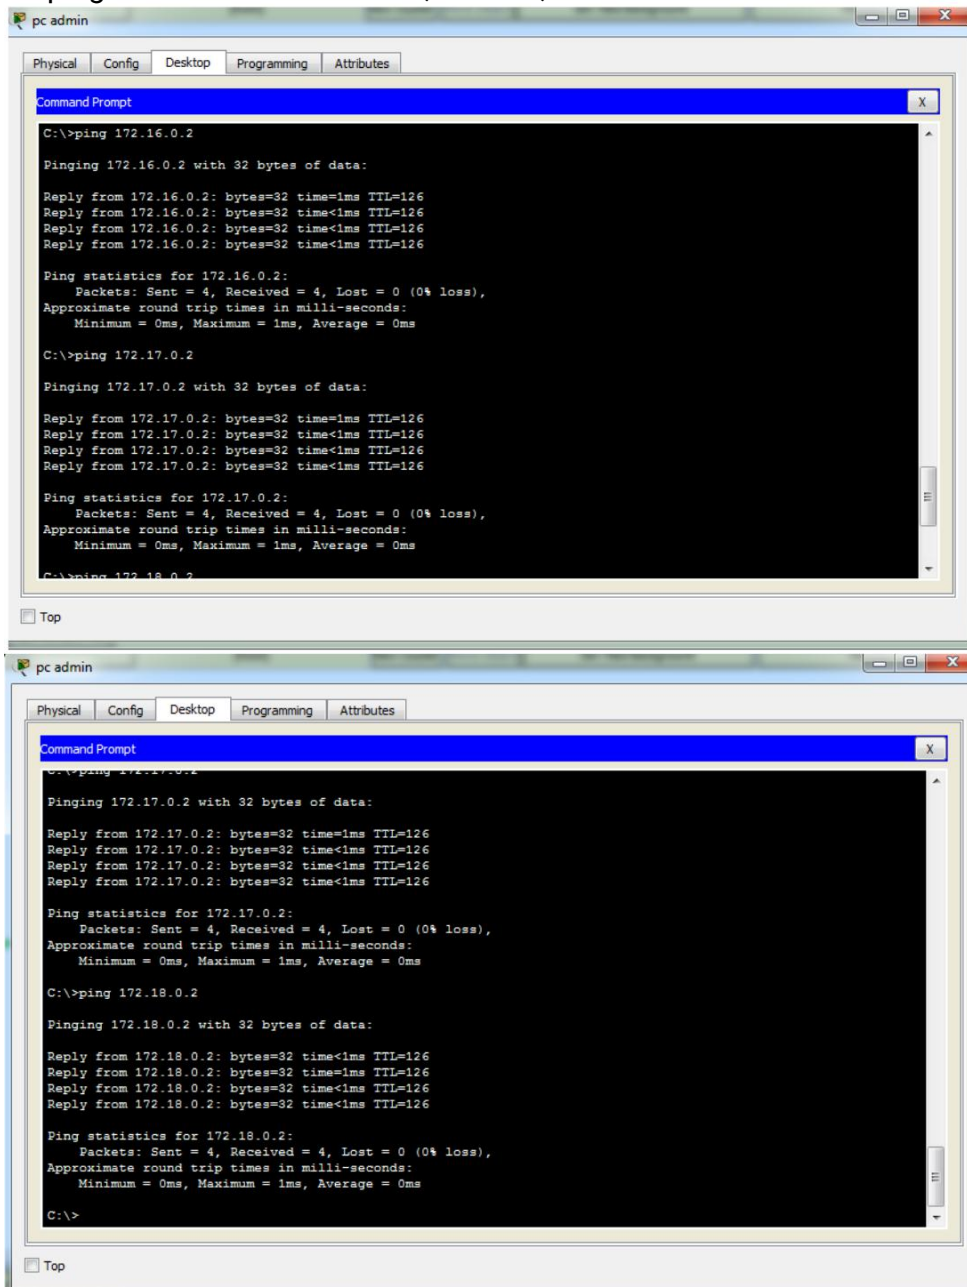 pc admin
Physical Config Desktop Programming Attributes
Command Prompt X
C:\>ping 172.16.0.2
Pinging 172.16.0.2 with 32 bytes of data:
Reply from 172.16.0.2: bytes=32 time=1ms TTL=126
Reply from 172.16.0.2: bytes=32 time<1ms TTL=126
Reply from 172.16.0.2: bytes=32 time<1ms TTL=126
Reply from 172.16.0.2: bytes=32 time<1ms TTL=126
Ping statistics for 172.16.0.2:
Packets: Sent = 4, Received = 4, Lost = 0 (0% loss),
Approximate round trip times in milli-seconds:
Minimum = 0ms, Maximum = 1ms, Average = 0ms
C:\>ping 172.17.0.2
Pinging 172.17.0.2 with 32 bytes of data:
Reply from 172.17.0.2: bytes=32 time=1ms TTL=126
Reply from 172.17.0.2: bytes=32 time<1ms TTL=126
Reply from 172.17.0.2: bytes=32 time<1ms TTL=126
Reply from 172.17.0.2: bytes=32 time<1ms TTL=126
Ping statistics for 172.17.0.2:
Packets: Sent = 4, Received = 4, Lost = 0 (0% loss),
Approximate round trip times in milli-seconds:
Minimum = 0ms, Maximum = 1ms, Average = 0ms
C:\>ping 172.18.0.2
Top
pc admin
Physical Config Desktop Programming Attributes
Command Prompt X
C:\>ping 172.17.0.2
Pinging 172.17.0.2 with 32 bytes of data:
Reply from 172.17.0.2: bytes=32 time=1ms TTL=126
Reply from 172.17.0.2: bytes=32 time<1ms TTL=126
Reply from 172.17.0.2: bytes=32 time<1ms TTL=126
Reply from 172.17.0.2: bytes=32 time<1ms TTL=126
Ping statistics for 172.17.0.2:
Packets: Sent = 4, Received = 4, Lost = 0 (0% loss),
Approximate round trip times in milli-seconds:
Minimum = 0ms, Maximum = 1ms, Average = 0ms
C:\>ping 172.18.0.2
Pinging 172.18.0.2 with 32 bytes of data:
Reply from 172.18.0.2: bytes=32 time<1ms TTL=126
Reply from 172.18.0.2: bytes=32 time=1ms TTL=126
Reply from 172.18.0.2: bytes=32 time<1ms TTL=126
Reply from 172.18.0.2: bytes=32 time<1ms TTL=126
Ping statistics for 172.18.0.2:
Packets: Sent = 4, Received = 4, Lost = 0 (0% loss),
Approximate round trip times in milli-seconds:
Minimum = 0ms, Maximum = 1ms, Average = 0ms
C:\>
Top